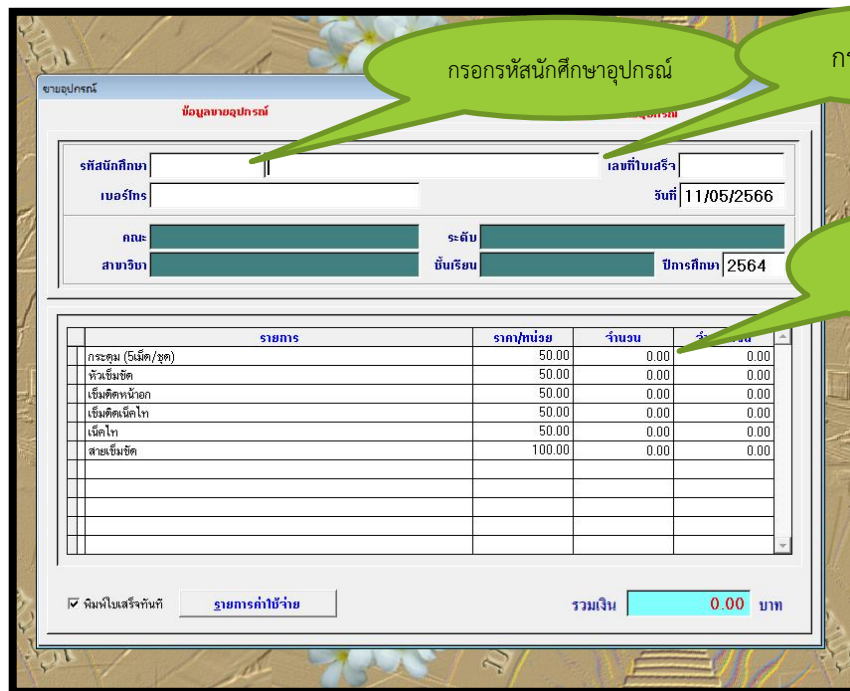 กรอกรหัสนักศึกษาอุปกรณ์
ขายอุปกรณ์
ข้อมูลขายอุปกรณ์
รหัสนักศึกษา
เลขที่ใบเสร็จ
เบอร์โทร
วันที่ 11/05/2566
คณะ
ระดับ
สาขาวิชา
ชั้นเรียน
ปีการศึกษา 2564
รายการ ราคา/หน่วย จำนวน
กระดุม (5เม็ด/ชุด) 50.00 0.00 0.00
หัวเข็มขัด 50.00 0.00 0.00
เข็มติดหน้าอก 50.00 0.00 0.00
เข็มติดเน็คไท 50.00 0.00 0.00
เน็คไท 50.00 0.00 0.00
สายเข็มขัด 100.00 0.00 0.00
พิมพ์ใบเสร็จทันที รายการค่าใช้จ่าย รวมเงิน 0.00 บาท